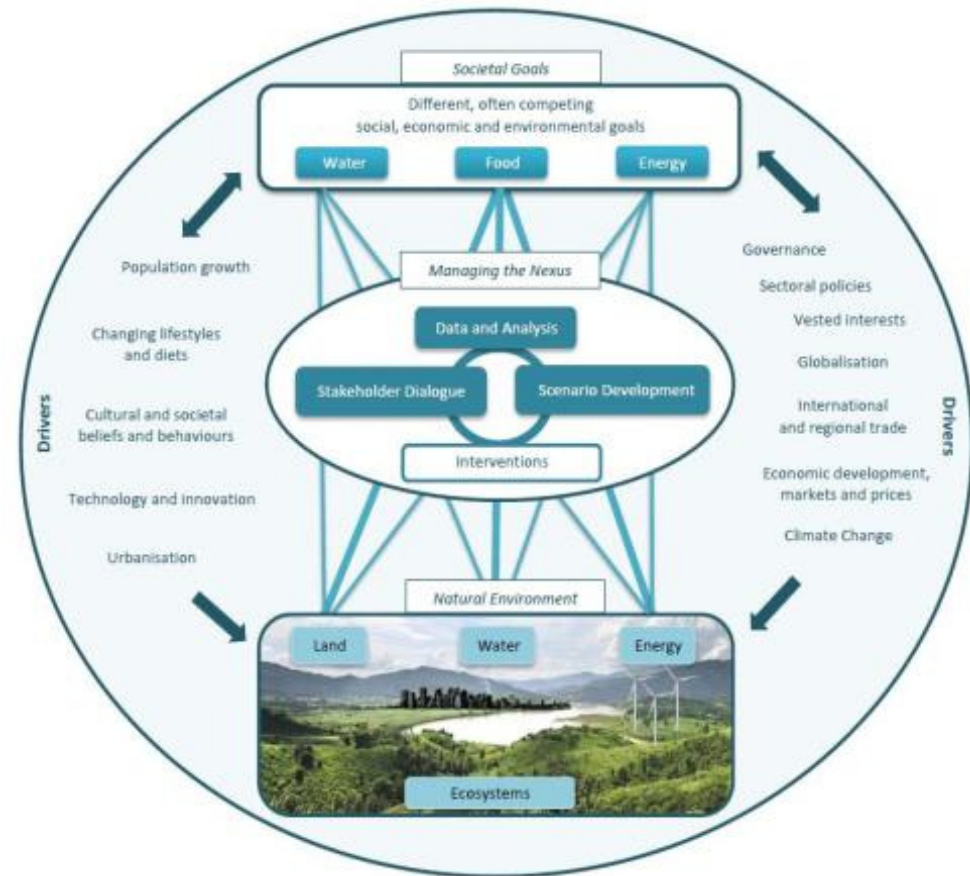 Societal Goals
Different, often competing
social, economic and environmental goals
Water
Food
Energy
Population growth
Changing lifestyles
and diets
Cultural and societal
beliefs and behaviours
Technology and innovation
Urbanisation
Drivers
Managing the Nexus
Data and Analysis
Stakeholder Dialogue
Scenario Development
Interventions
Governance
Sectoral policies
Vested interests
Globalisation
International
and regional trade
Economic development,
markets and prices
Climate Change
Drivers
Natural Environment
Land
Water
Energy
Ecosystems